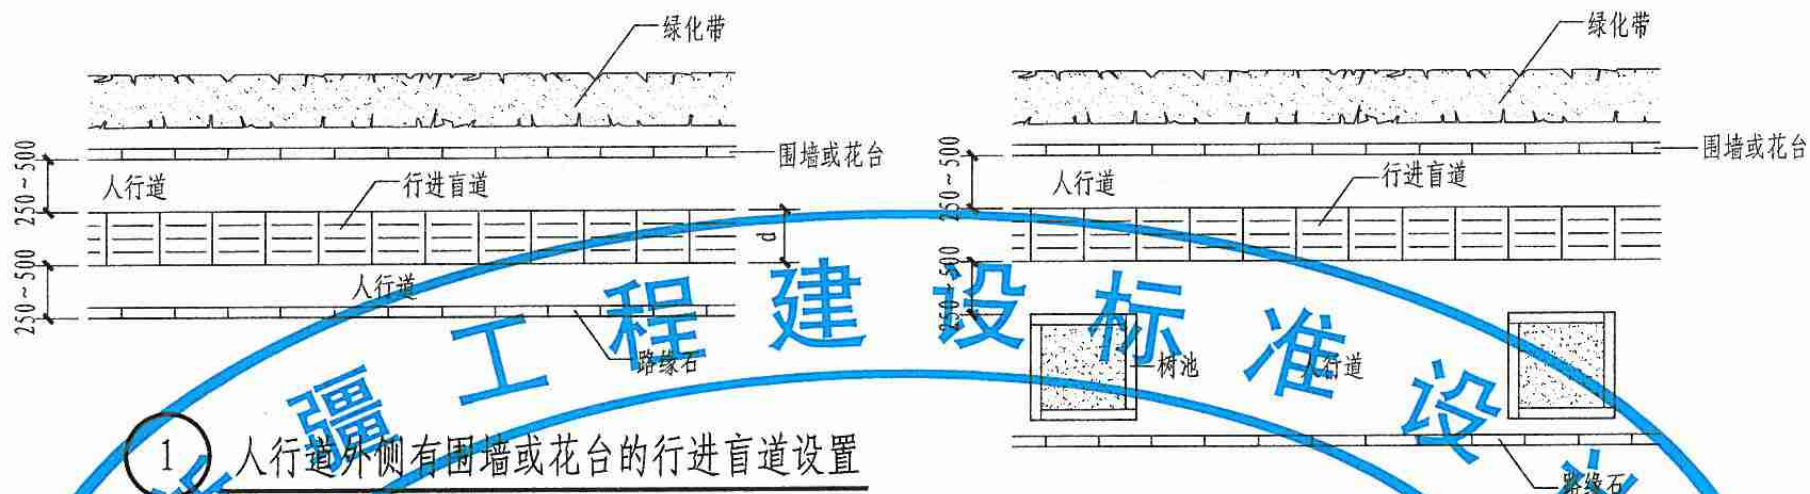 绿化带
围墙或花台
250~500
人行道
行进盲道
d
250~500
人行道
路缘石
1 人行道外侧有围墙或花台的行进盲道设置
绿化带
围墙或花台
250~500
人行道
行进盲道
250~500
树池
人行道
路缘石
疆工程建设标准设